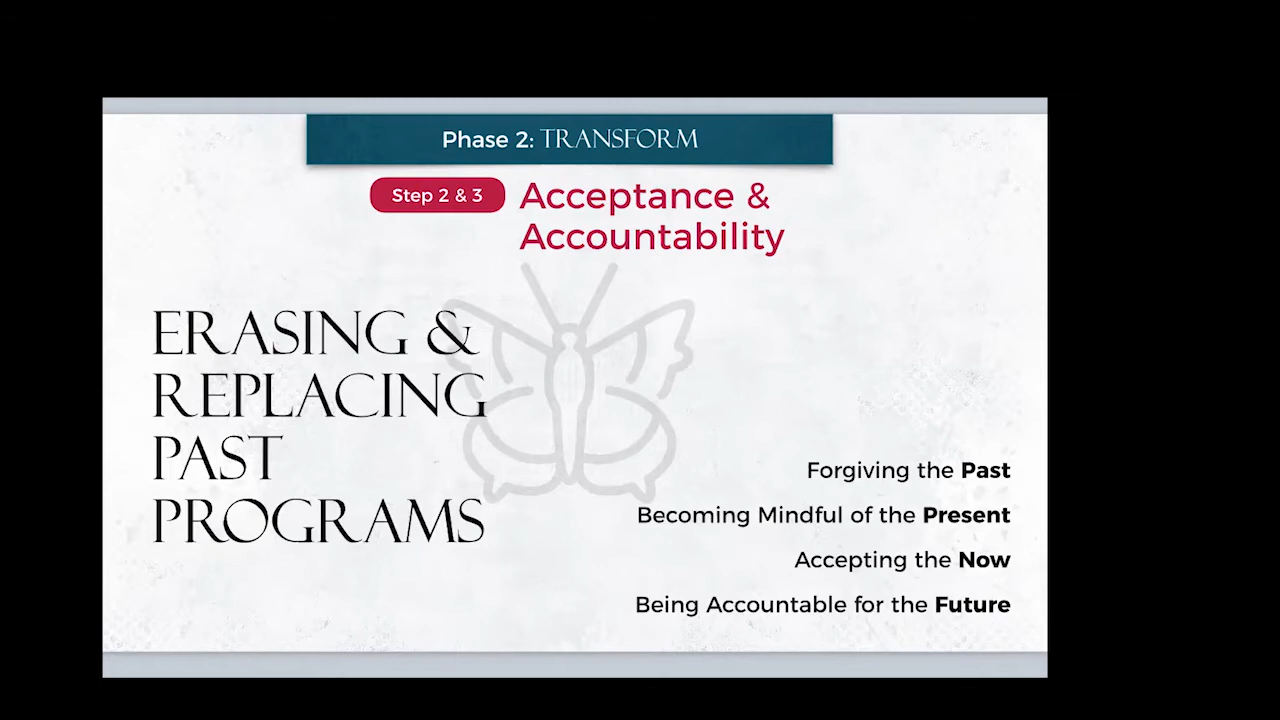 Phase 2: TRANSFORM
Step 2 & 3
Acceptance &
Accountability
ERASING &
REPLACING
PAST
PROGRAMS
Forgiving the Past
Becoming Mindful of the Present
Accepting the Now
Being Accountable for the Future